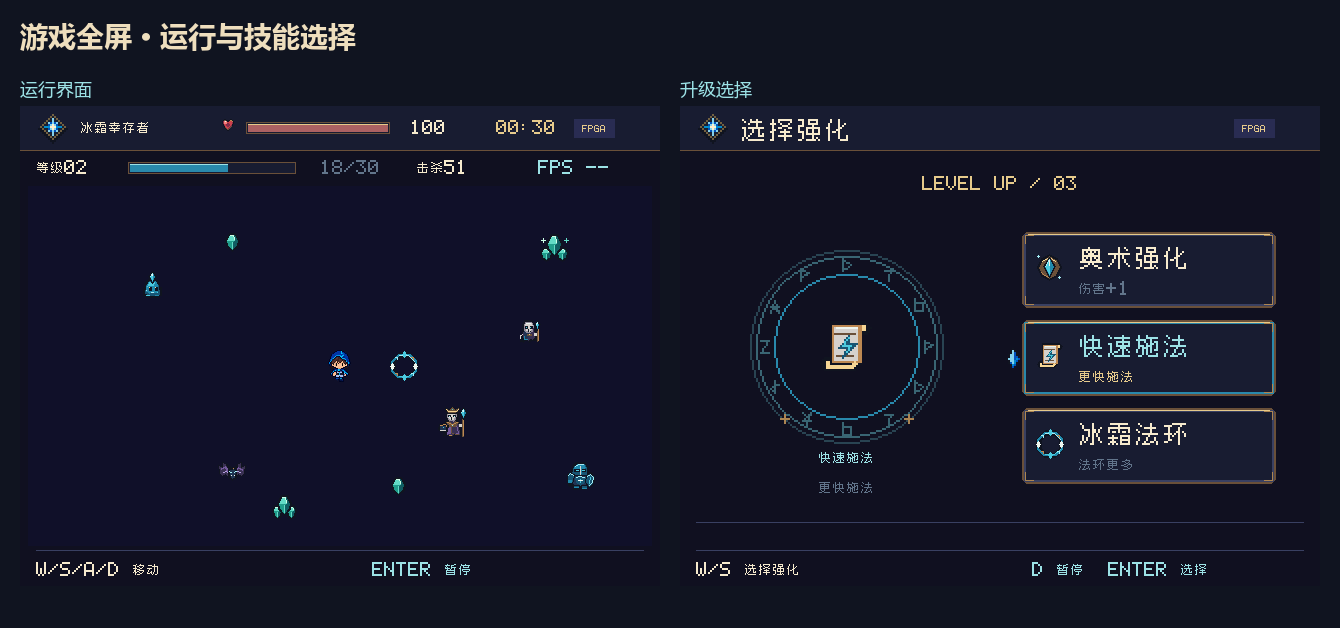 游戏全屏·运行与技能选择
运行界面
冰霜幸存者 100 00:30 FPGA
等级02 18/30 击杀51 FPS --
W/S/A/D 移动 ENTER 暂停
升级选择
选择强化 FPGA
LEVEL UP / 03
快速施法
更快施法
奥术强化
伤害+1
快速施法
更快施法
冰霜法环
法环更多
W/S 选择强化 D 暂停 ENTER 选择